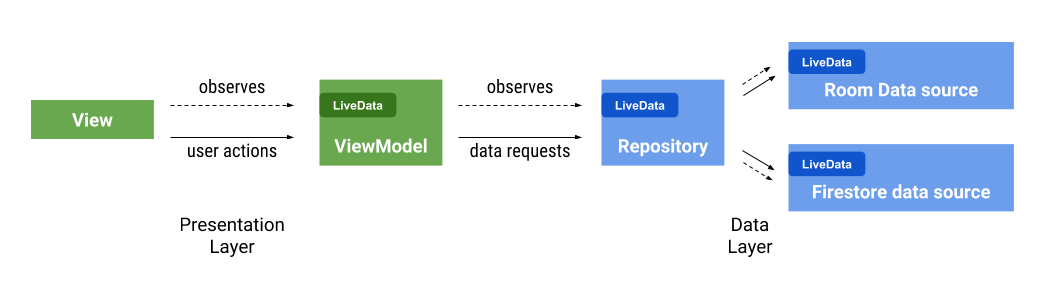 View
observes
user actions
LiveData
ViewModel
observes
data requests
LiveData
Repository
LiveData
Room Data source
LiveData
Firestore data source
Presentation
Layer
Data
Layer